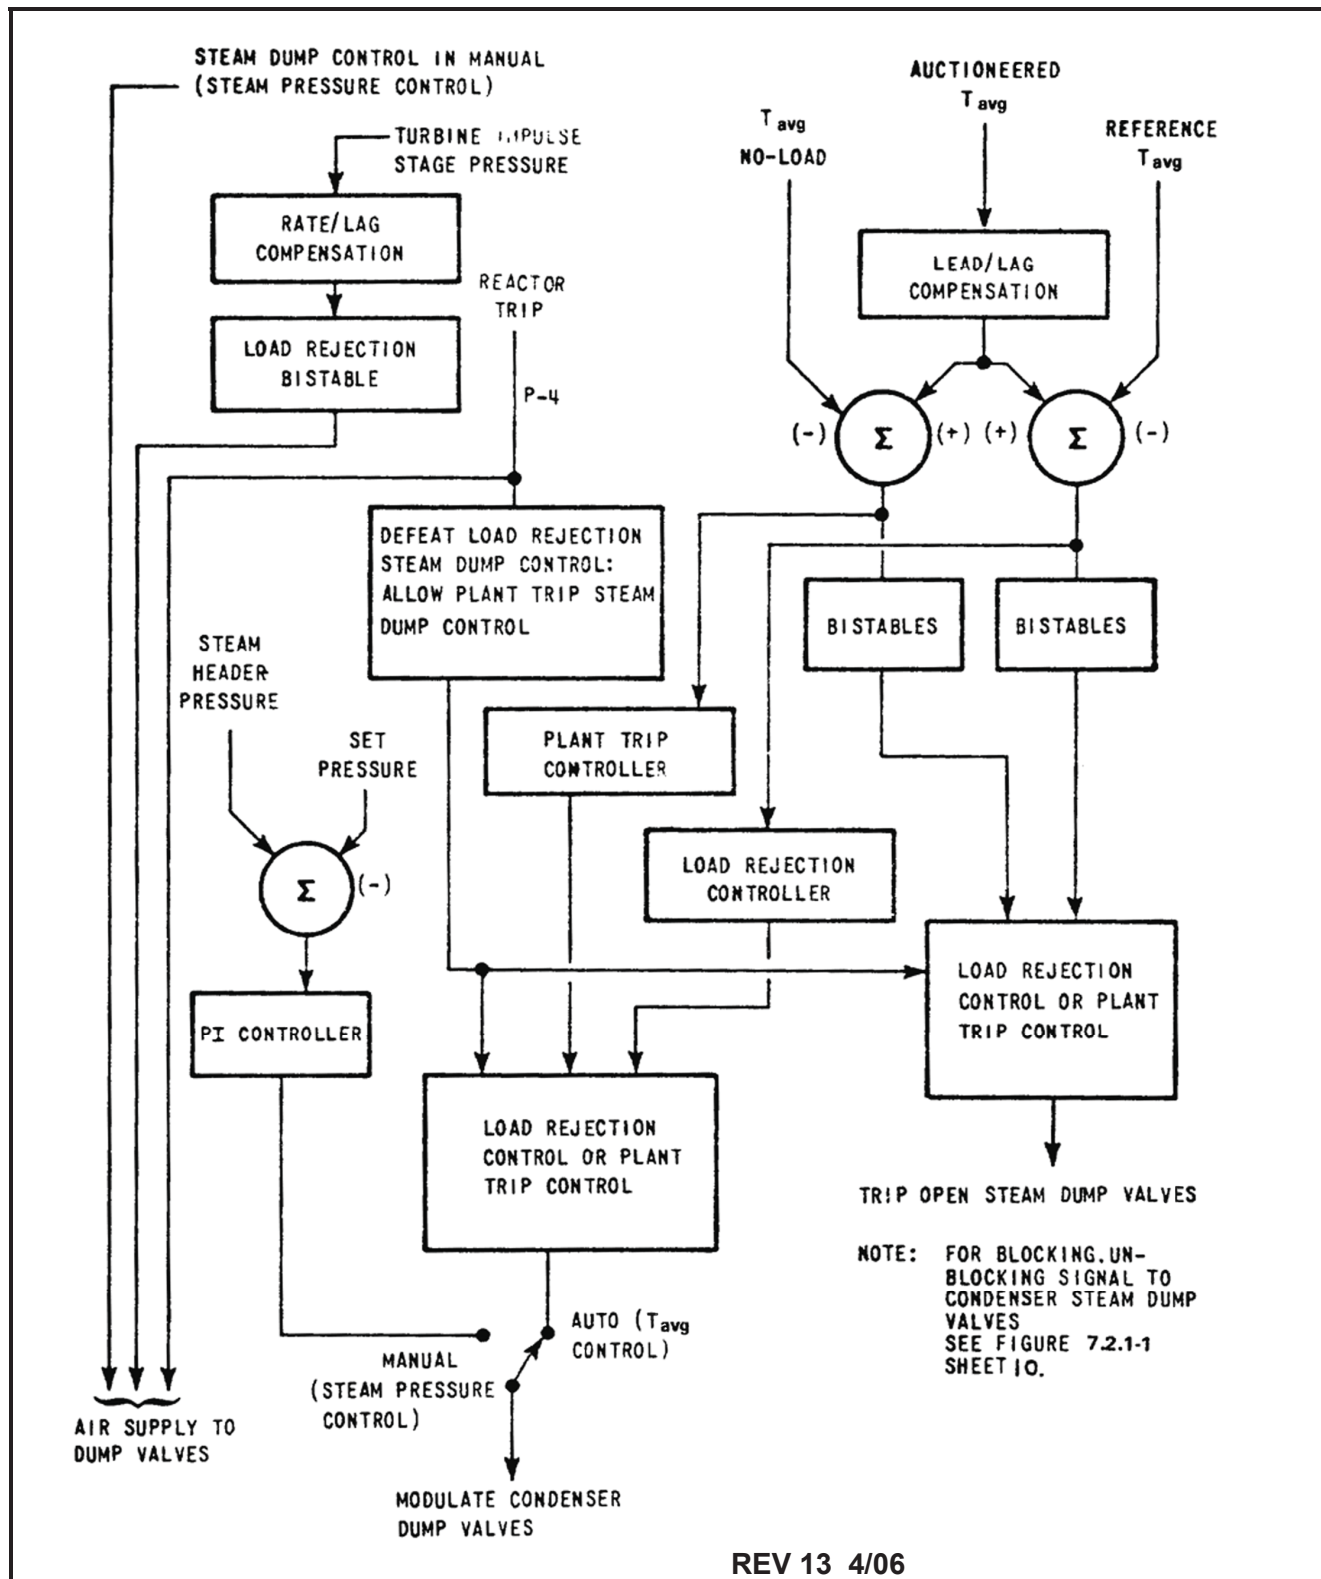 STEAM DUMP CONTROL IN MANUAL
(STEAM PRESSURE CONTROL)
TURBINE IMPULSE
STAGE PRESSURE
RATE/LAG
COMPENSATION
LOAD REJECTION
BISTABLE
REACTOR
TRIP
P-4
AUCTIONEERED
Tavg
Tavg
NO-LOAD
REFERENCE
Tavg
LEAD/LAG
COMPENSATION
(-) Σ (+) (+) Σ (-)
DEFEAT LOAD REJECTION
STEAM DUMP CONTROL:
ALLOW PLANT TRIP STEAM
DUMP CONTROL
BISTABLES
BISTABLES
STEAM
HEADER
PRESSURE
SET
PRESSURE
PLANT TRIP
CONTROLLER
LOAD REJECTION
CONTROLLER
Σ (-)
PI CONTROLLER
LOAD REJECTION
CONTROL OR PLANT
TRIP CONTROL
LOAD REJECTION
CONTROL OR PLANT
TRIP CONTROL
TRIP OPEN STEAM DUMP VALVES
NOTE: FOR BLOCKING.UN-
BLOCKING SIGNAL TO
CONDENSER STEAM DUMP
VALVES
SEE FIGURE 7.2.1-1
SHEET 10.
AUTO (Tavg
CONTROL)
MANUAL
(STEAM PRESSURE
CONTROL)
AIR SUPPLY TO
DUMP VALVES
MODULATE CONDENSER
DUMP VALVES
REV 13 4/06